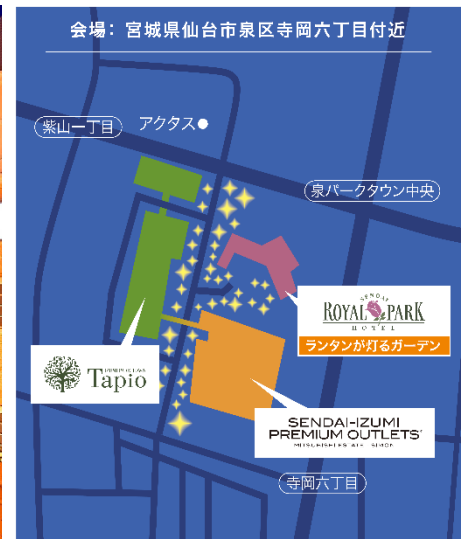 会場：宮城県仙台市泉区寺岡六丁目付近
紫山一丁目
アクタス
泉パークタウン中央
SENDAI
ROYAL PARK
HOTEL
ランタンが灯るガーデン
Tapio
SENDAI-IZUMI
PREMIUM OUTLETS
寺岡六丁目